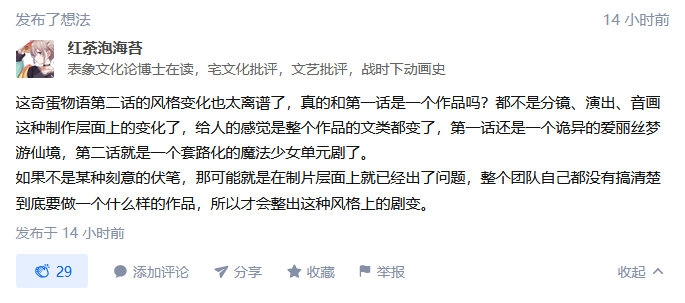 发布了想法 14 小时前
红茶泡海苔
表象文化论博士在读，宅文化批评，文艺批评，战时下动画史
这奇蛋物语第二话的风格变化也太离谱了，真的和第一话是一个作品吗？都不是分镜、演出、音画
这种制作层面上的变化了，给人的感觉是整个作品的文类都变了，第一话还是一个诡异的爱丽丝梦
游仙境，第二话就是一个套路化的魔法少女单元剧了。
如果不是某种刻意的伏笔，那可能就是在制片层面上就已经出了问题，整个团队自己都没有搞清楚
到底要做一个什么样的作品，所以才会整出这种风格上的剧变。
发布于 14 小时前
29 添加评论 分享 收藏 举报 收起